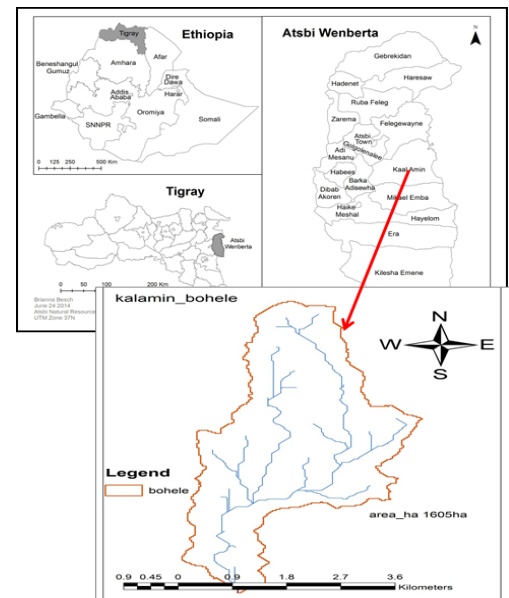 Ethiopia
Tigray
Afar
Amhara
Beneshangul
Gumuz
Dire
Dawa
Addis
Ababa
Harar
Gambella
Oromiya
SNNPR
Somali
0 125 250 500 Km
Tigray
Atsbi
Wenberta
0 50 100 200 Km
Brianna Besch
June 24 2014
Atsbi Natural Resource
UTM Zone 37N
Atsbi Wenberta
N
Gebrekidan
Haresaw
Hadenet
Ruba Feleg
Zarema
Felegewayne
Atsbi
Town
Golgolenalee
Adi
Mesanu
Kaal Amin
Habees
Barka
Adisewha
Dibab
Akoren
Mikael Emba
Haike
Meshal
Hayelom
Era
Kilesha Emene
kalamin_bohele
N
W E
S
Legend
bohele
area_ha 1605ha
0.9 0.45 0 0.9 1.8 2.7 3.6
Kilometers